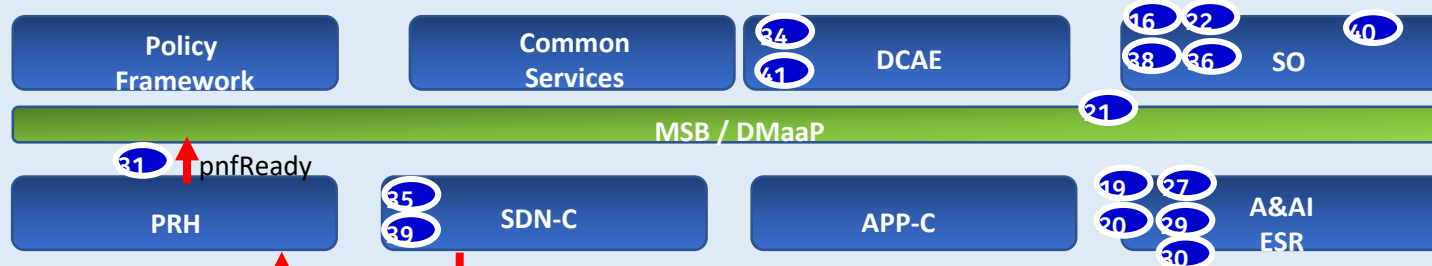 16 22 40
Policy
Framework
Common
Services
34
41
DCAE
38 36 SO
21
MSB / DMaaP
31 pnfReady
PRH
35
39
SDN-C
APP-C
19 27
20 29
30
A&AI
ESR